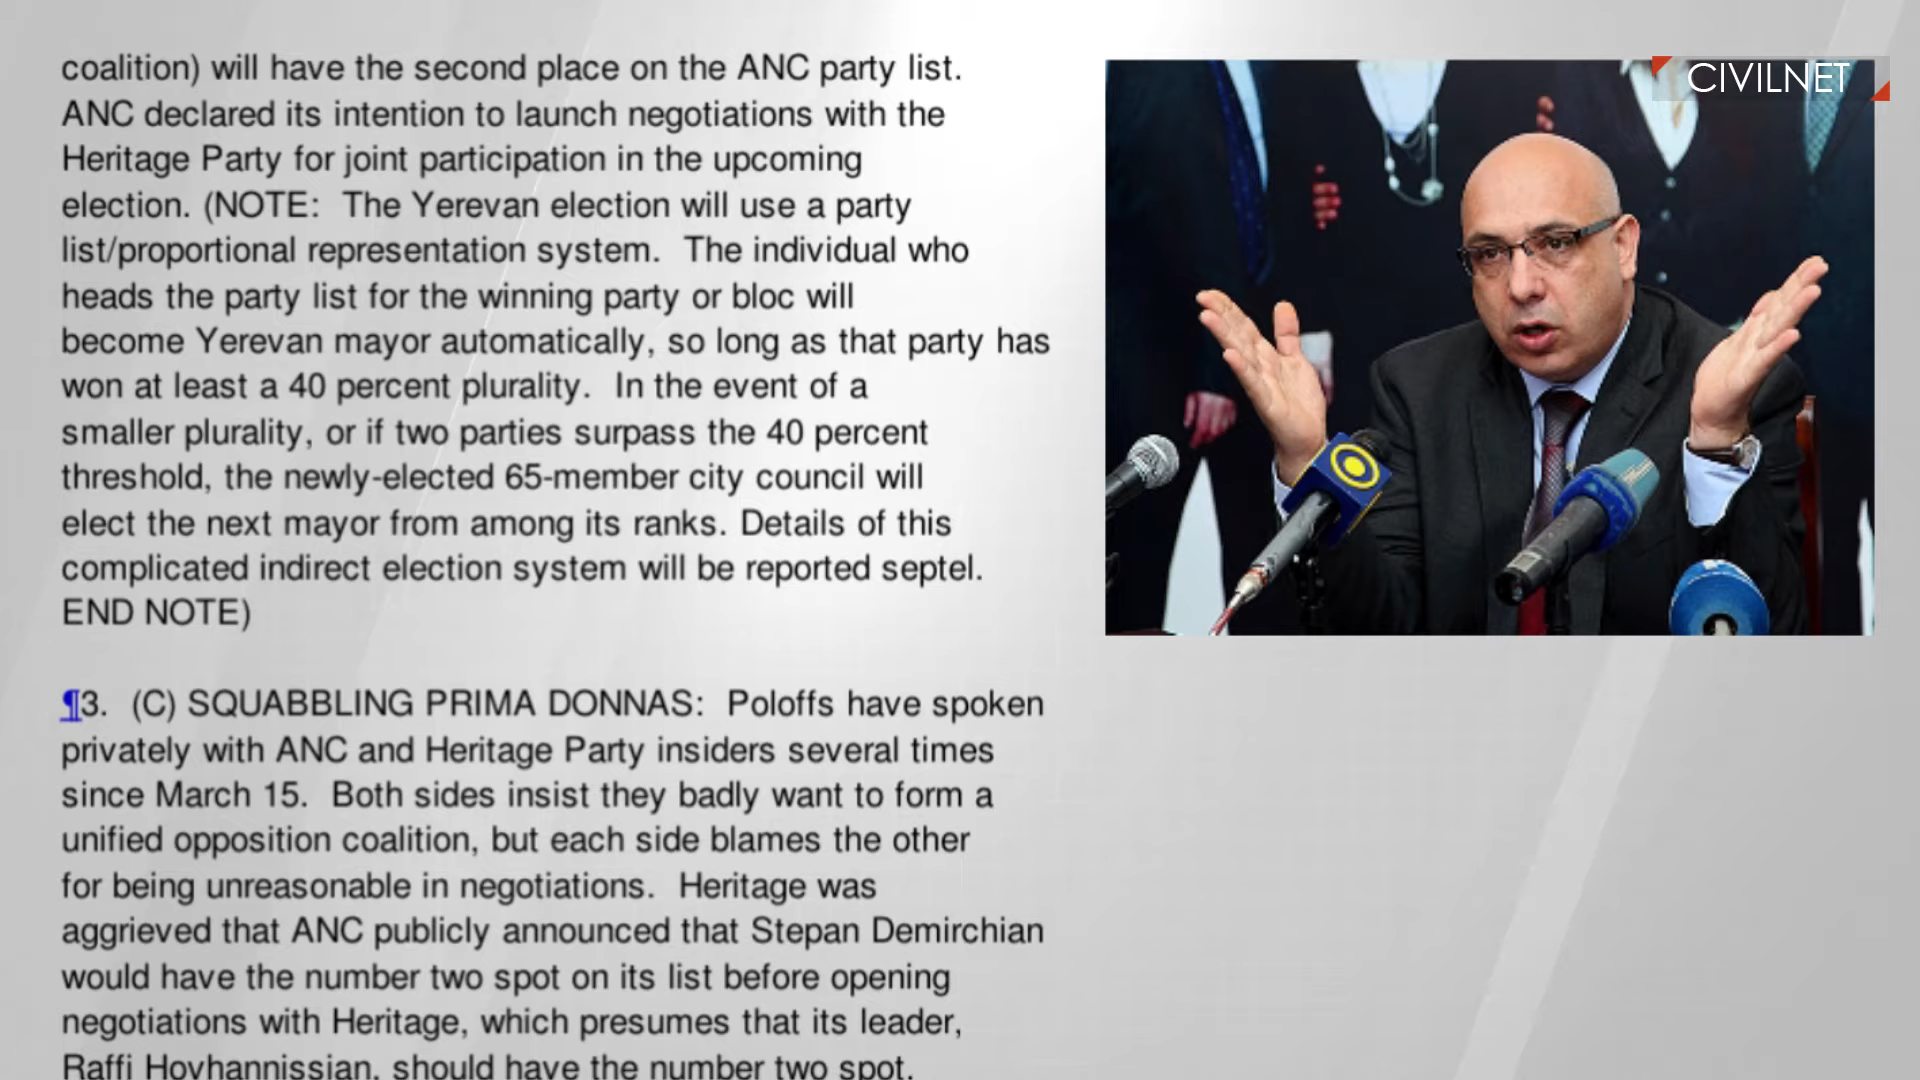 coalition) will have the second place on the ANC party list.
ANC declared its intention to launch negotiations with the
Heritage Party for joint participation in the upcoming
election. (NOTE:  The Yerevan election will use a party
list/proportional representation system.  The individual who
heads the party list for the winning party or bloc will
become Yerevan mayor automatically, so long as that party has
won at least a 40 percent plurality.  In the event of a
smaller plurality, or if two parties surpass the 40 percent
threshold, the newly-elected 65-member city council will
elect the next mayor from among its ranks. Details of this
complicated indirect election system will be reported septel.
END NOTE)
¶3.  (C) SQUABBLING PRIMA DONNAS:  Poloffs have spoken
privately with ANC and Heritage Party insiders several times
since March 15.  Both sides insist they badly want to form a
unified opposition coalition, but each side blames the other
for being unreasonable in negotiations.  Heritage was
aggrieved that ANC publicly announced that Stepan Demirchian
would have the number two spot on its list before opening
negotiations with Heritage, which presumes that its leader,
Raffi Hovhannissian, should have the number two spot.
CIVILNET